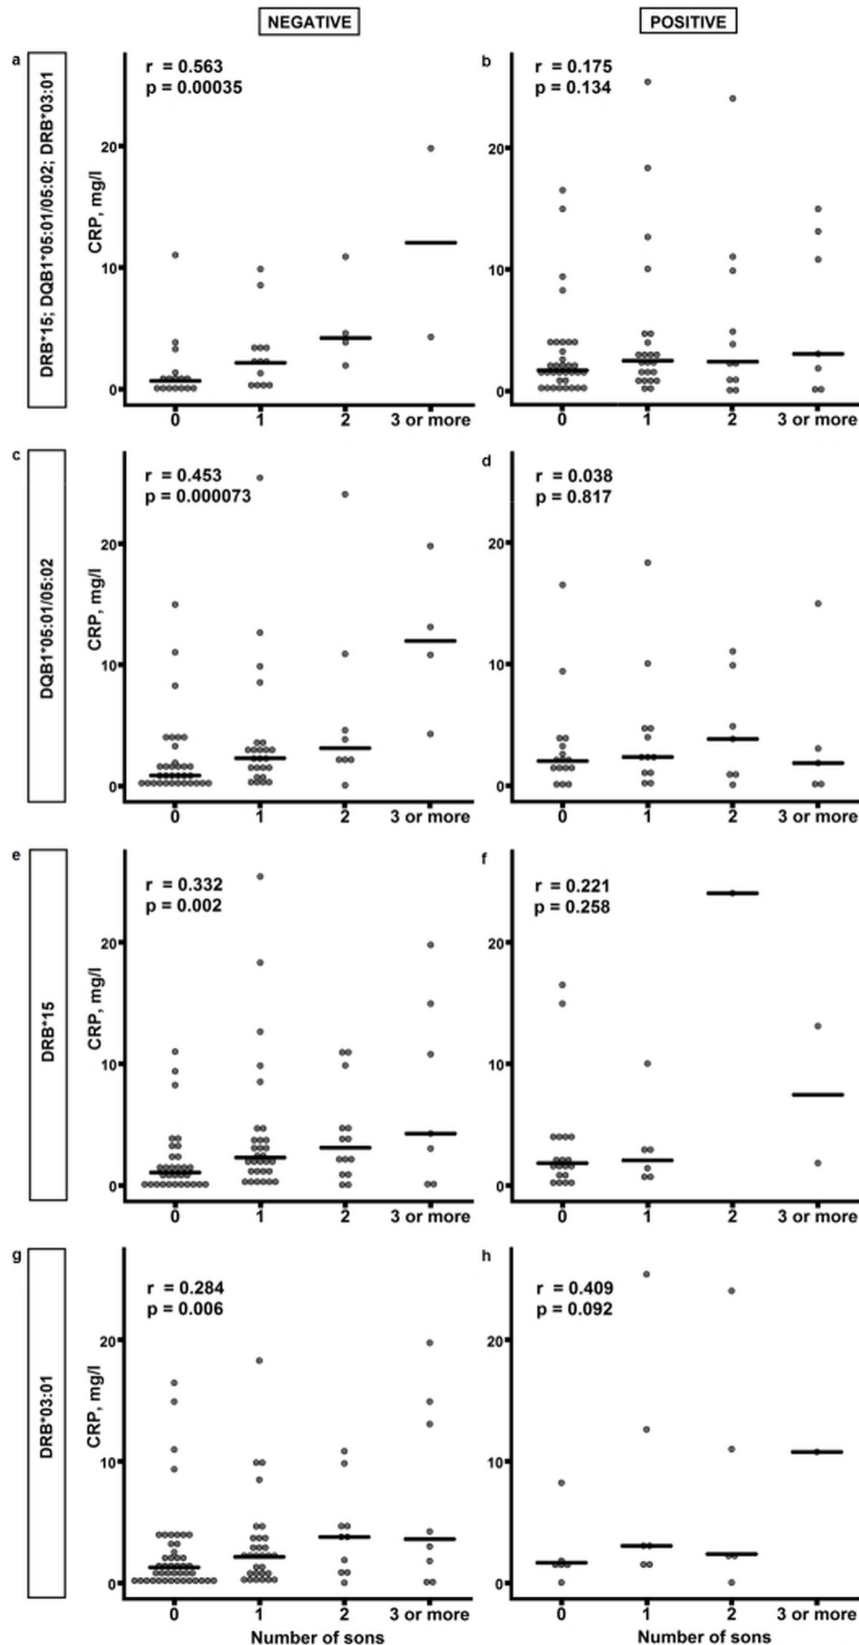 NEGATIVE
POSITIVE
a
DRB*15; DQB1*05:01/05:02; DRB*03:01
CRP, mg/l
r = 0.563
p = 0.00035
20
10
0
0 1 2 3 or more
b
r = 0.175
p = 0.134
20
10
0
0 1 2 3 or more
c
DQB1*05:01/05:02
CRP, mg/l
r = 0.453
p = 0.000073
20
10
0
0 1 2 3 or more
d
r = 0.038
p = 0.817
20
10
0
0 1 2 3 or more
e
DRB*15
CRP, mg/l
r = 0.332
p = 0.002
20
10
0
0 1 2 3 or more
f
r = 0.221
p = 0.258
20
10
0
0 1 2 3 or more
g
DRB*03:01
CRP, mg/l
r = 0.284
p = 0.006
20
10
0
0 1 2 3 or more
Number of sons
h
r = 0.409
p = 0.092
20
10
0
0 1 2 3 or more
Number of sons